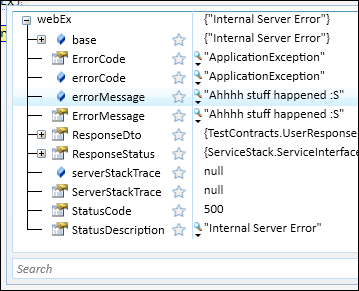 webEx {"Internal Server Error"}
base {"Internal Server Error"}
ErrorCode "ApplicationException"
errorCode "ApplicationException"
errorMessage "Ahhhh stuff happened :S"
ErrorMessage "Ahhhh stuff happened :S"
ResponseDto {TestContracts.UserResponse
ResponseStatus {ServiceStack.ServiceInterface
serverStackTrace null
ServerStackTrace null
StatusCode 500
StatusDescription "Internal Server Error"
Search